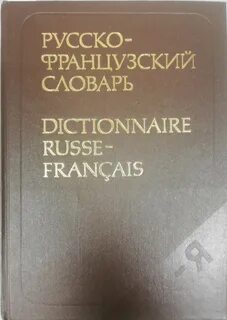 РУССКО-
ФРАНЦУЗСКИЙ
СЛОВАРЬ
DICTIONNAIRE
RUSSE-
FRANÇAIS
-Я